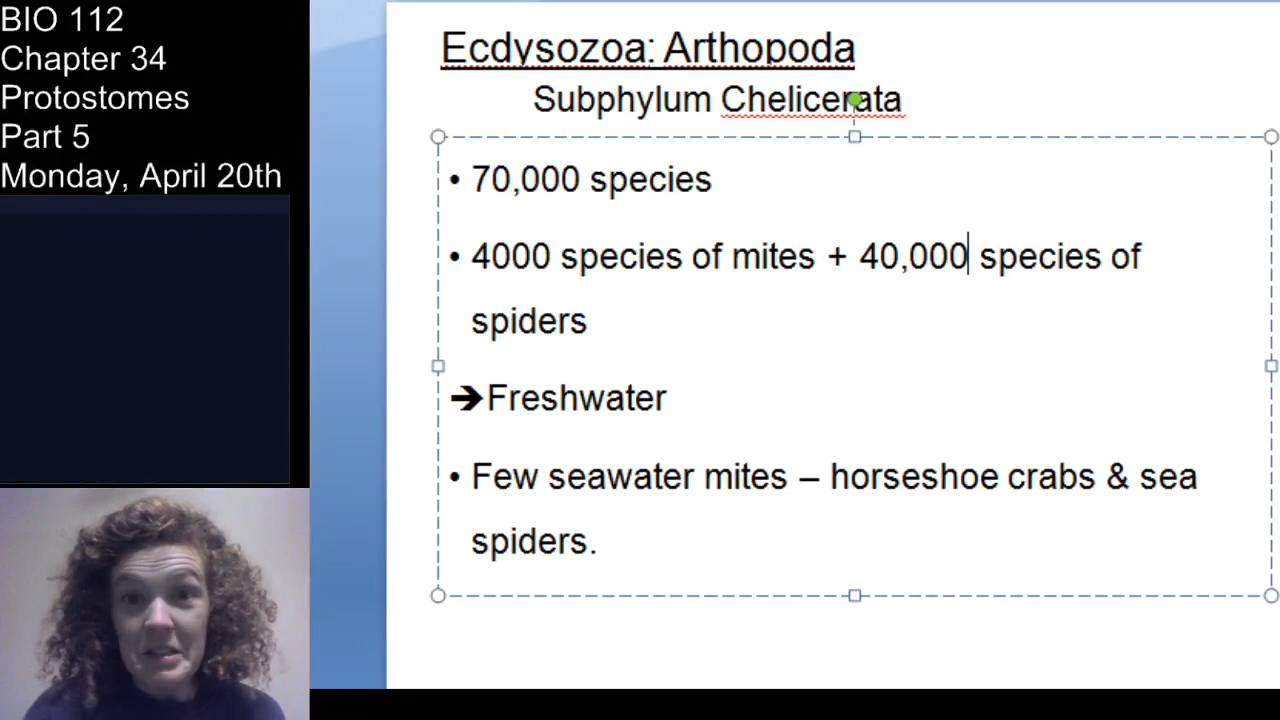 BIO 112
Chapter 34
Protostomes
Part 5
Monday, April 20th
Ecdysozoa: Arthopoda
Subphylum Chelicerata
• 70,000 species
• 4000 species of mites + 40,000 species of
spiders
➔Freshwater
• Few seawater mites – horseshoe crabs & sea
spiders.